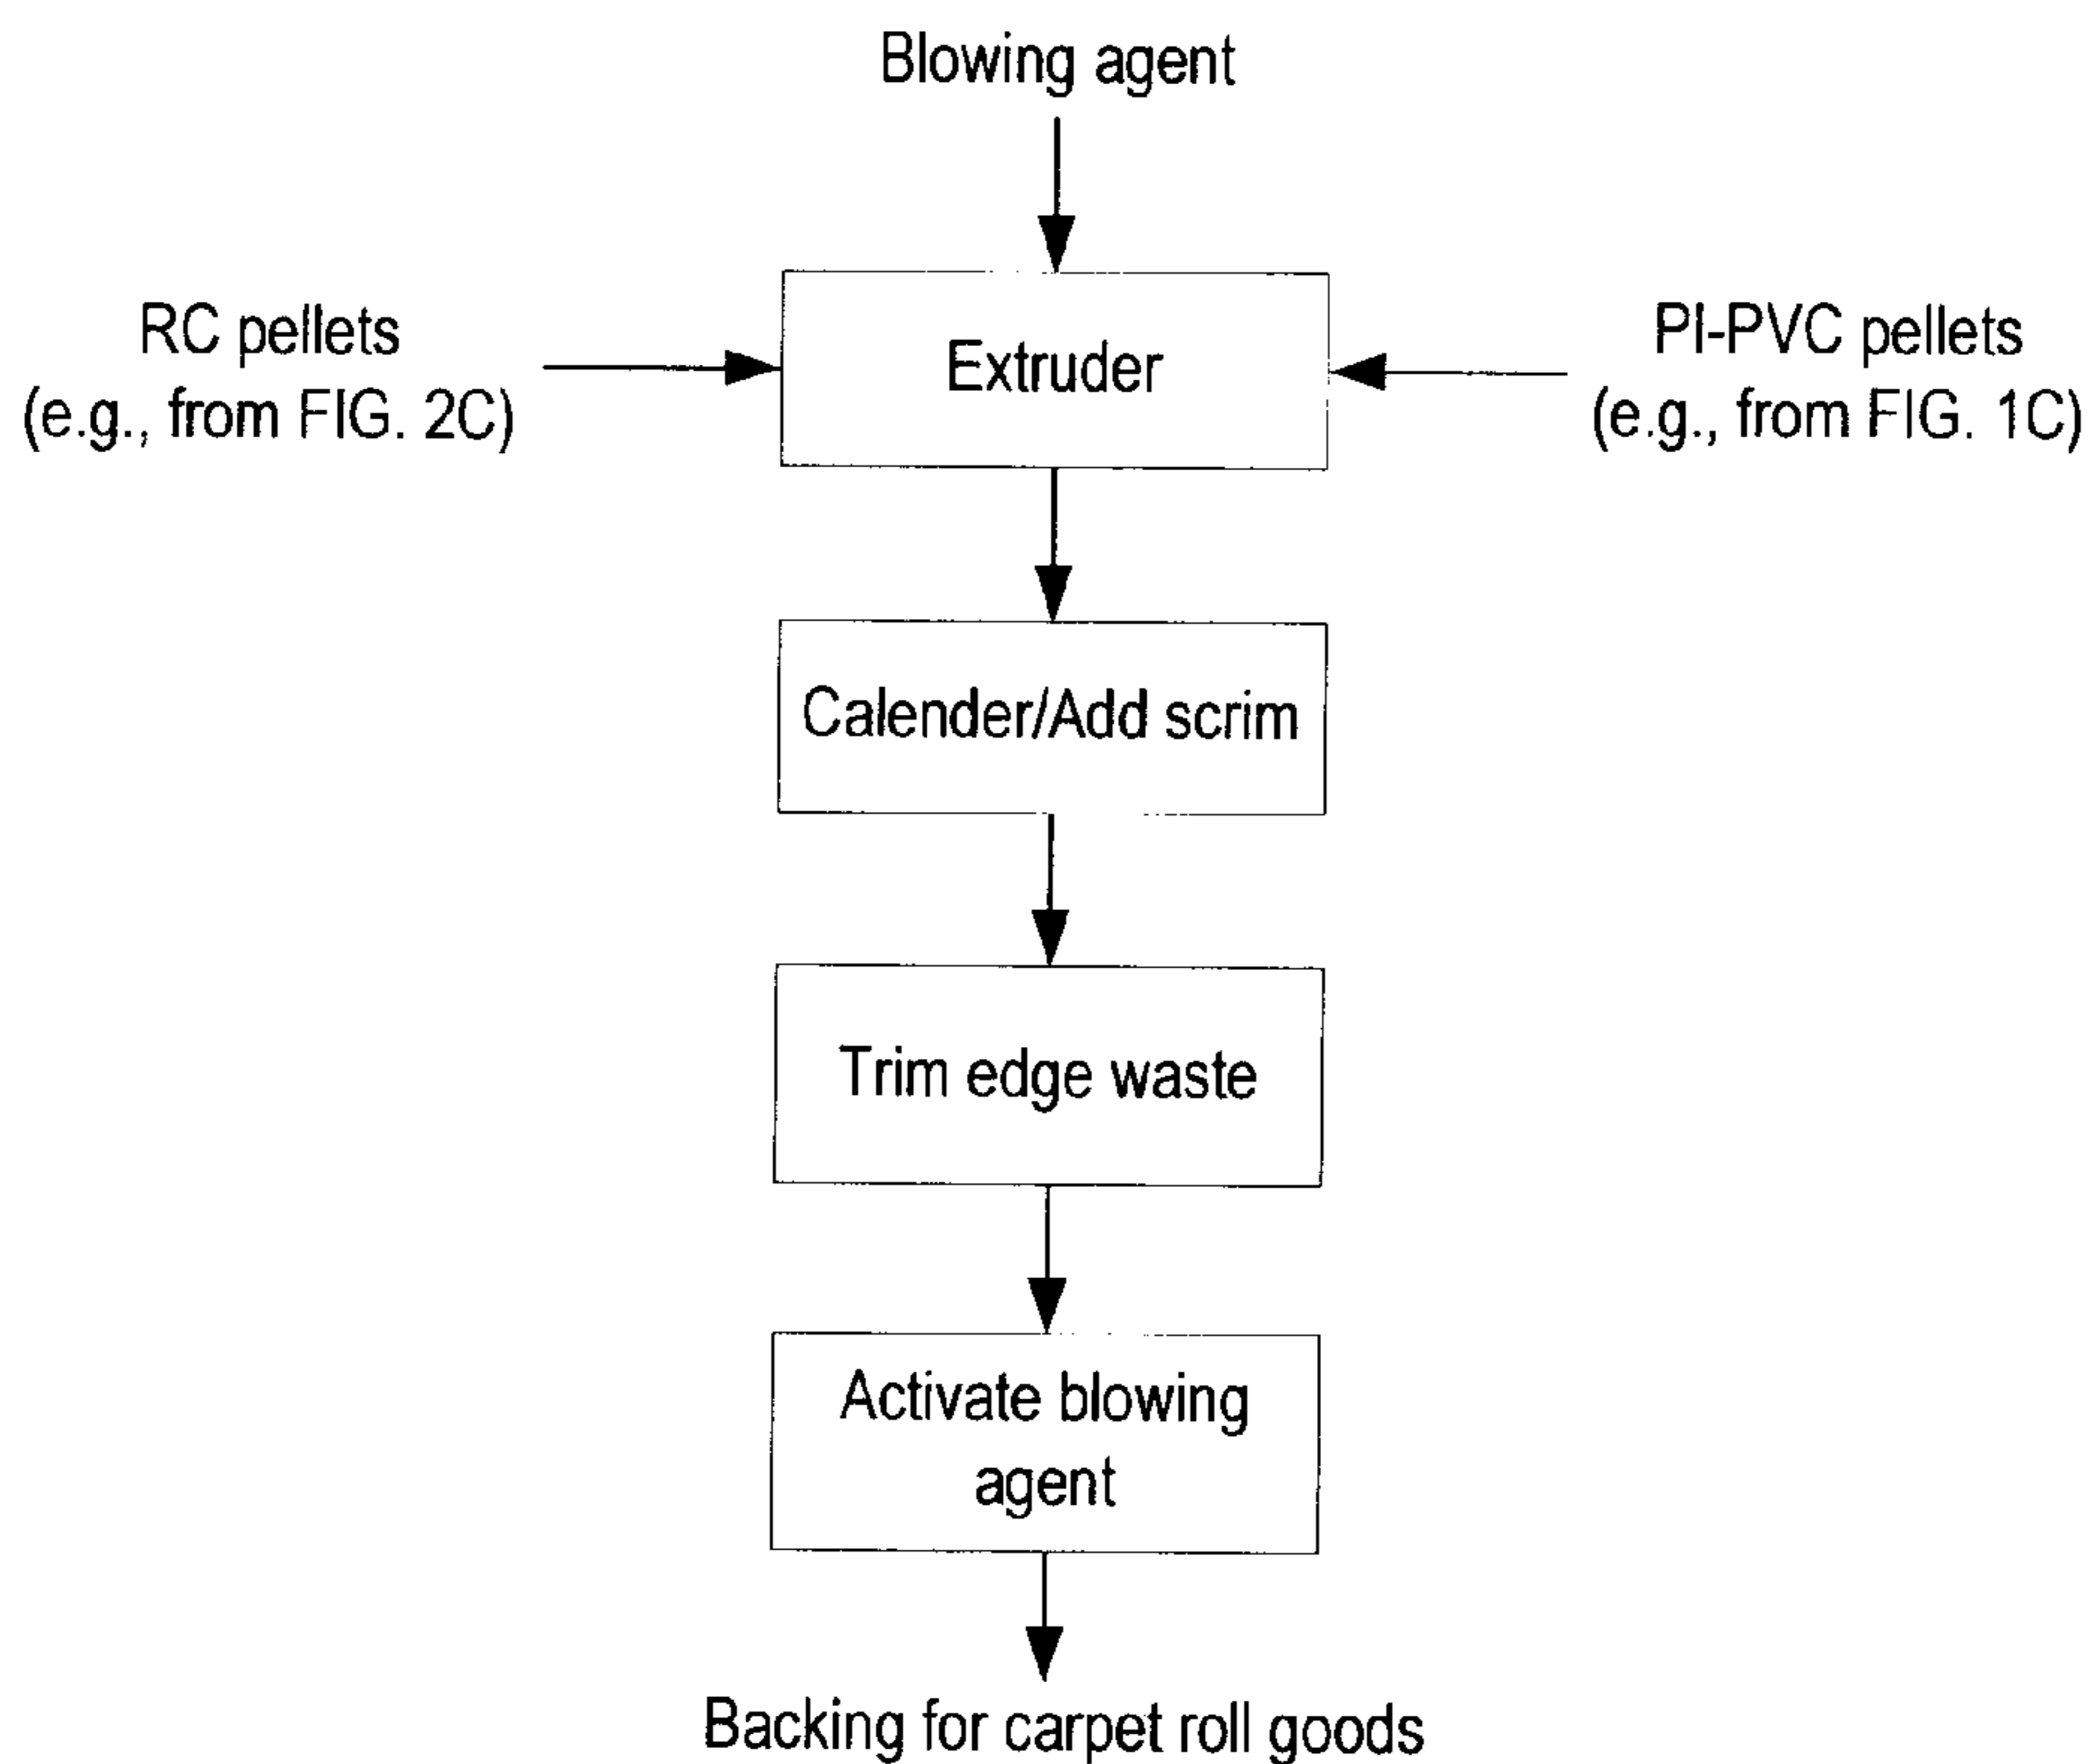 Blowing agent
RC pellets
(e.g., from FIG. 2C)
Extruder
PI-PVC pellets
(e.g., from FIG. 1C)
Calender/Add scrim
Trim edge waste
Activate blowing
agent
Backing for carpet roll goods